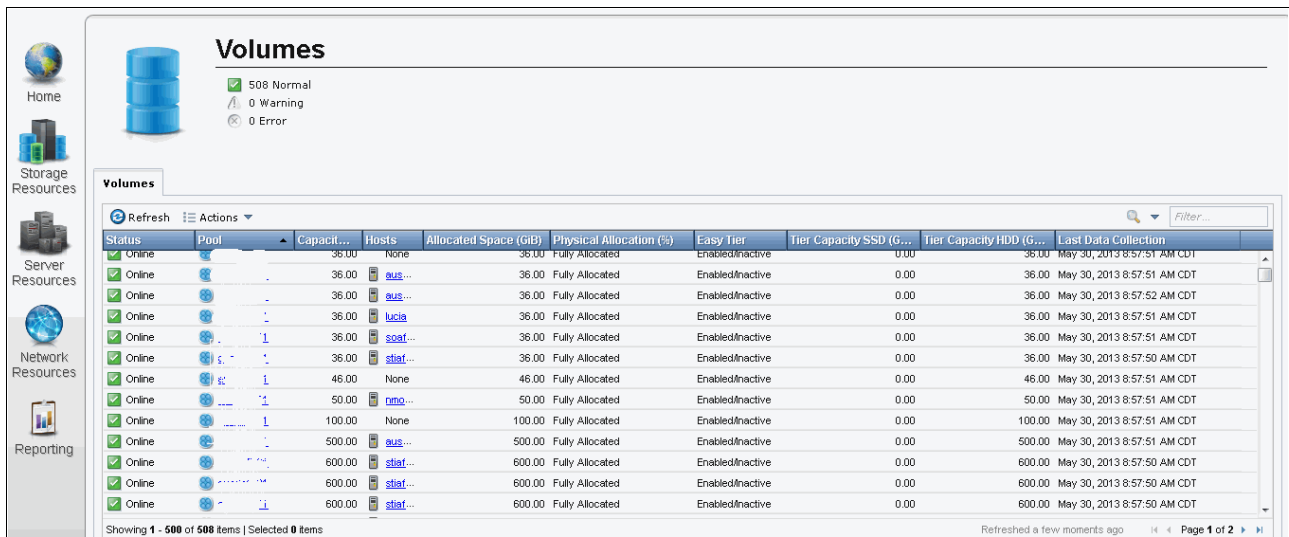 Volumes
508 Normal
0 Warning
0 Error
Home
Storage
Resources
Server
Resources
Network
Resources
Reporting
Volumes
Refresh Actions Filter...
Status Pool Capacit... Hosts Allocated Space (GiB) Physical Allocation (%) Easy Tier Tier Capacity SSD (G... Tier Capacity HDD (G... Last Data Collection
Online 36.00 None 36.00 Fully Allocated Enabled/Inactive 0.00 36.00 May 30, 2013 8:57:51 AM CDT
Online 36.00 aus... 36.00 Fully Allocated Enabled/Inactive 0.00 36.00 May 30, 2013 8:57:51 AM CDT
Online 36.00 aus... 36.00 Fully Allocated Enabled/Inactive 0.00 36.00 May 30, 2013 8:57:52 AM CDT
Online 36.00 lucia 36.00 Fully Allocated Enabled/Inactive 0.00 36.00 May 30, 2013 8:57:51 AM CDT
Online 1 36.00 soaf... 36.00 Fully Allocated Enabled/Inactive 0.00 36.00 May 30, 2013 8:57:51 AM CDT
Online 36.00 stiaf... 36.00 Fully Allocated Enabled/Inactive 0.00 36.00 May 30, 2013 8:57:50 AM CDT
Online 1 46.00 None 46.00 Fully Allocated Enabled/Inactive 0.00 46.00 May 30, 2013 8:57:51 AM CDT
Online 1 50.00 nmo... 50.00 Fully Allocated Enabled/Inactive 0.00 50.00 May 30, 2013 8:57:51 AM CDT
Online 1 100.00 None 100.00 Fully Allocated Enabled/Inactive 0.00 100.00 May 30, 2013 8:57:51 AM CDT
Online 500.00 aus... 500.00 Fully Allocated Enabled/Inactive 0.00 500.00 May 30, 2013 8:57:51 AM CDT
Online 600.00 stiaf... 600.00 Fully Allocated Enabled/Inactive 0.00 600.00 May 30, 2013 8:57:50 AM CDT
Online 600.00 stiaf... 600.00 Fully Allocated Enabled/Inactive 0.00 600.00 May 30, 2013 8:57:50 AM CDT
Online 600.00 stiaf... 600.00 Fully Allocated Enabled/Inactive 0.00 600.00 May 30, 2013 8:57:50 AM CDT
Showing 1 - 500 of 508 items | Selected 0 items Refreshed a few moments ago Page 1 of 2